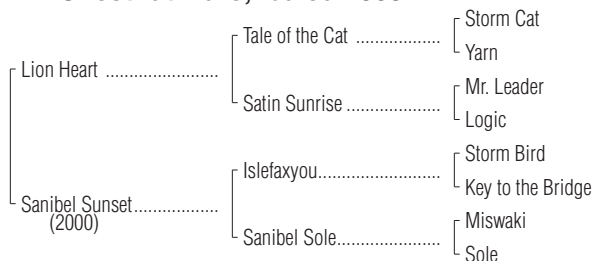 Storm Cat
Tale of the Cat ....................
Yarn
Lion Heart ........................
Mr. Leader
Satin Sunrise ......................
Logic
Storm Bird
Islefaxyou..........................
Key to the Bridge
Sanibel Sunset..................
(2000)
Miswaki
Sanibel Sole......................
Sole